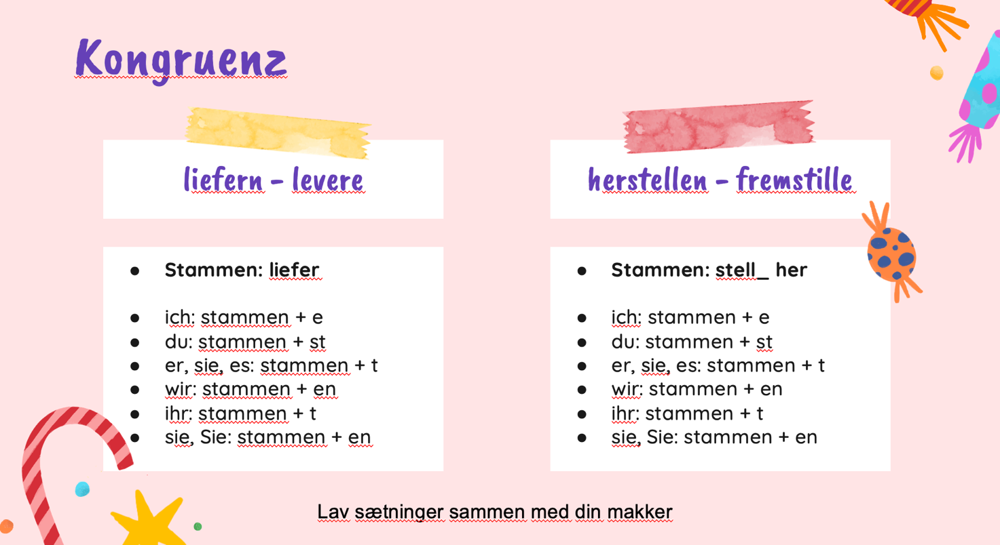 Kongruenz
liefern - levere
● Stammen: liefer
● ich: stammen + e
● du: stammen + st
● er, sie, es: stammen + t
● wir: stammen + en
● ihr: stammen + t
● sie, Sie: stammen + en
herstellen - fremstille
● Stammen: stell_ her
● ich: stammen + e
● du: stammen + st
● er, sie, es: stammen + t
● wir: stammen + en
● ihr: stammen + t
● sie, Sie: stammen + en
Lav sætninger sammen med din makker